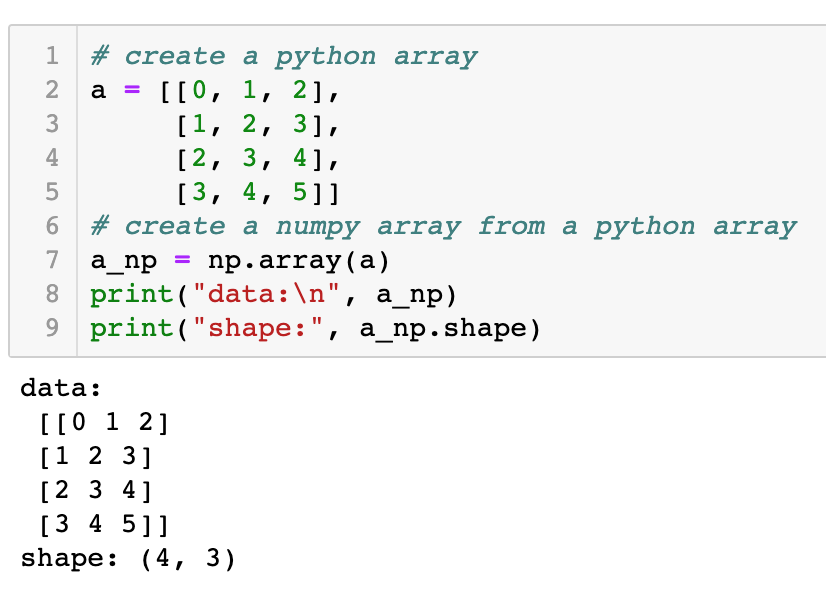 1 # create a python array
2 a = [[0, 1, 2],
3      [1, 2, 3],
4      [2, 3, 4],
5      [3, 4, 5]]
6 # create a numpy array from a python array
7 a_np = np.array(a)
8 print("data:\n", a_np)
9 print("shape:", a_np.shape)
data:
 [[0 1 2]
 [1 2 3]
 [2 3 4]
 [3 4 5]]
shape: (4, 3)